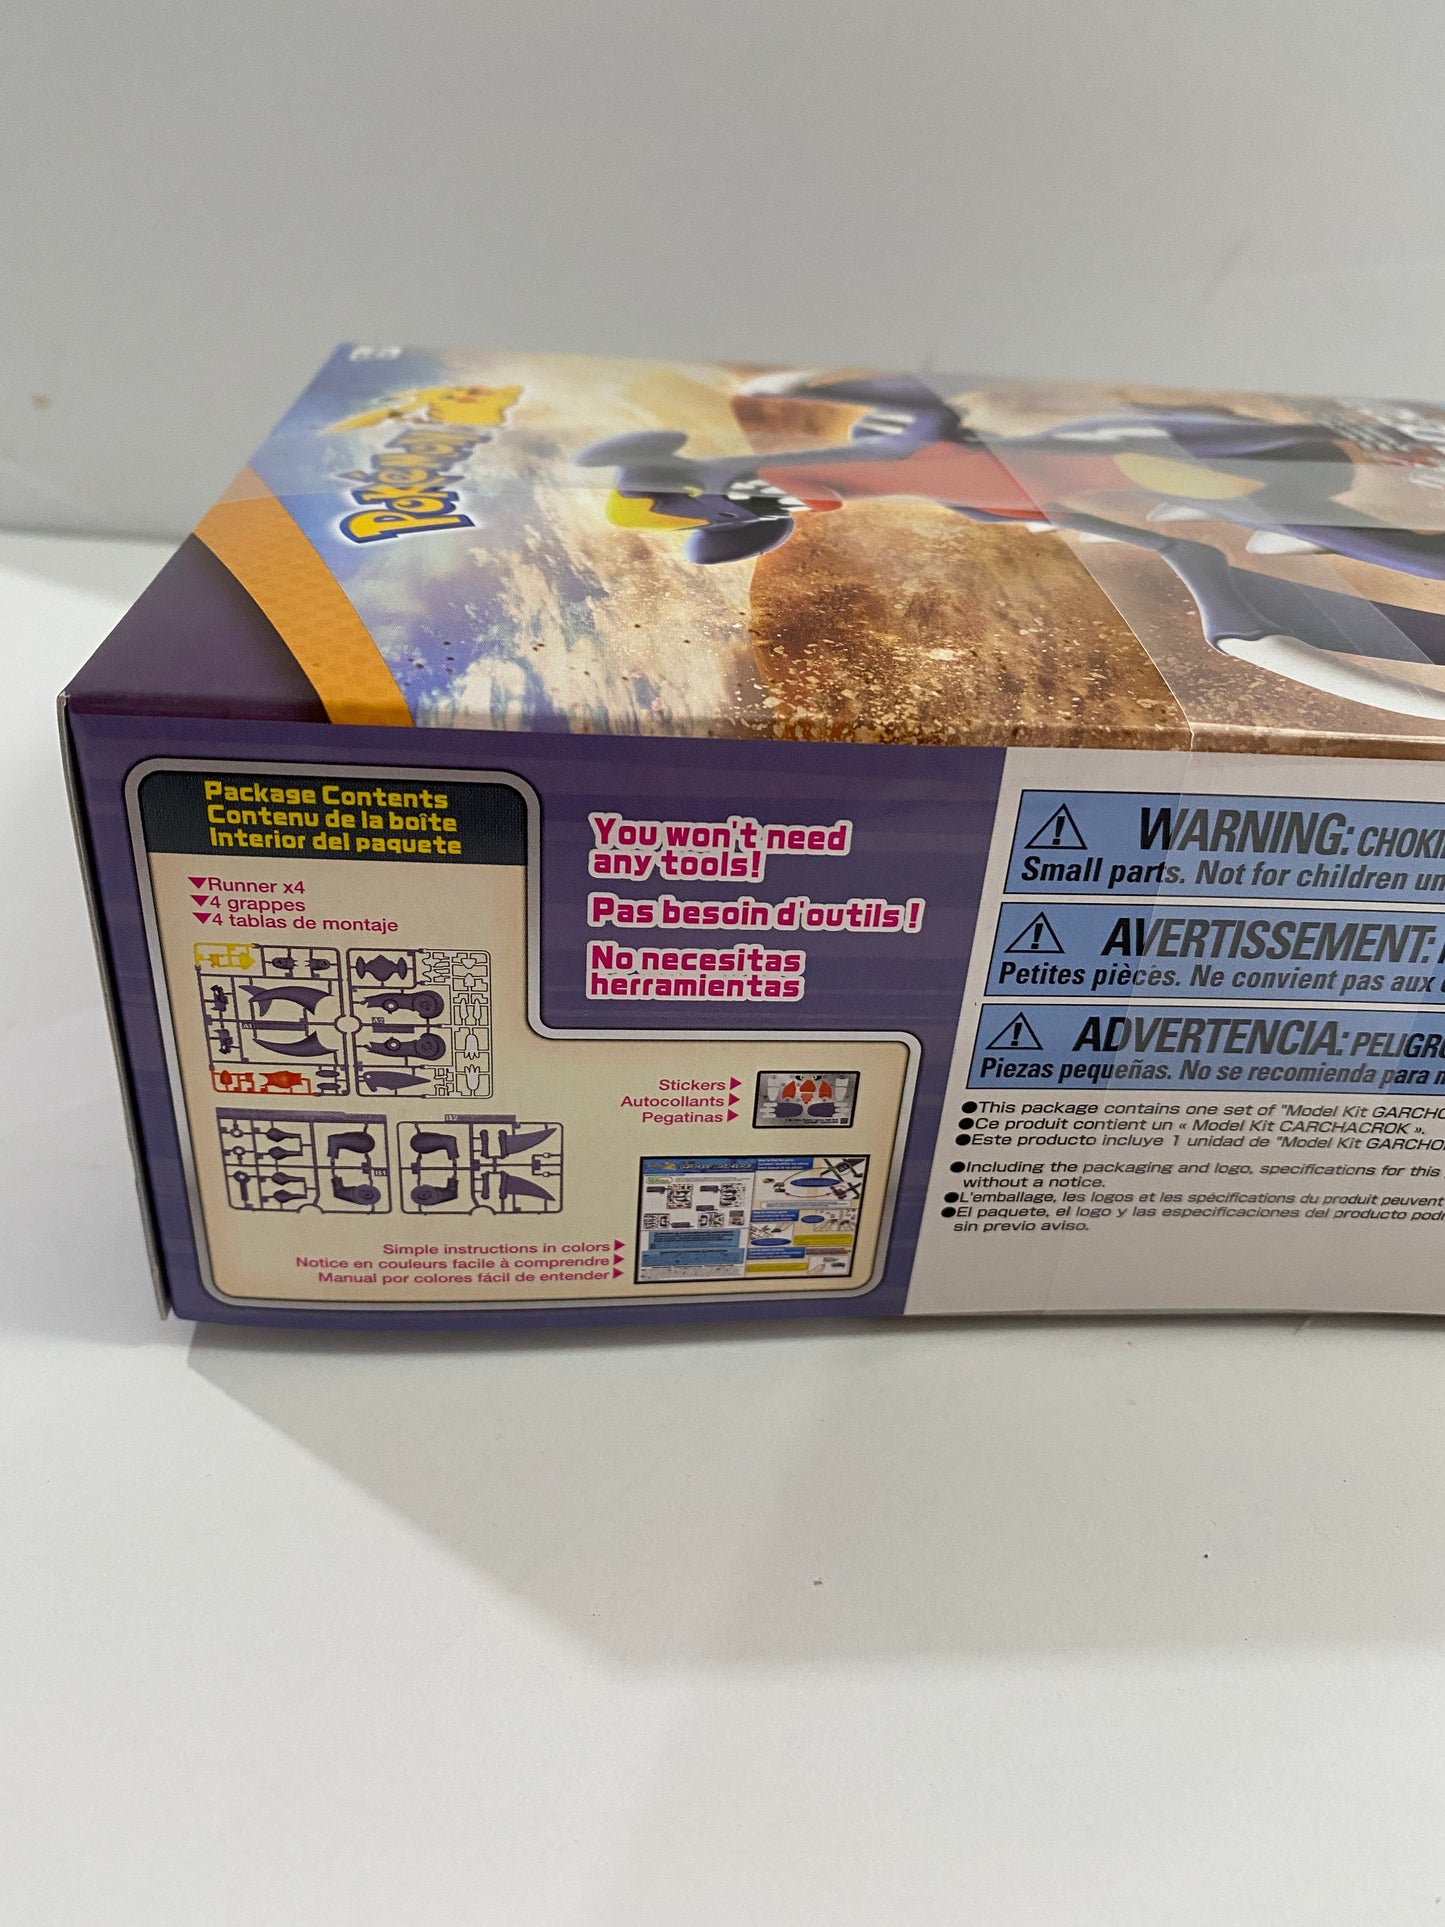 Pokémon
Package Contents
Contenu de la boîte
Interior del paquete
▼Runner x4
▼4 grappes
▼4 tablas de montaje
You won't need
any tools!
Pas besoin d'outils!
No necesitas
herramientas
Stickers ▶
Autocollants ▶
Pegatinas ▶
Simple instructions in colors ▶
Notice en couleurs facile à comprendre ▶
Manual por colores fácil de entender ▶
WARNING:
Small parts. Not for children
AVERTISSEMENT:
Petites pièces. Ne convient pas aux
ADVERTENCIA:
Piezas pequeñas. No se recomienda para
●This package contains one set of "Model Kit
●Ce produit contient un « Model Kit CARCHACROK ».
●Este producto incluye 1 unidad de "Model Kit
●Including the packaging and logo, specifications for this
without a notice.
●L'emballage, les logos et les spécifications du produit peuvent
●El paquete, el logo y las especificaciones del producto
sin previo aviso.